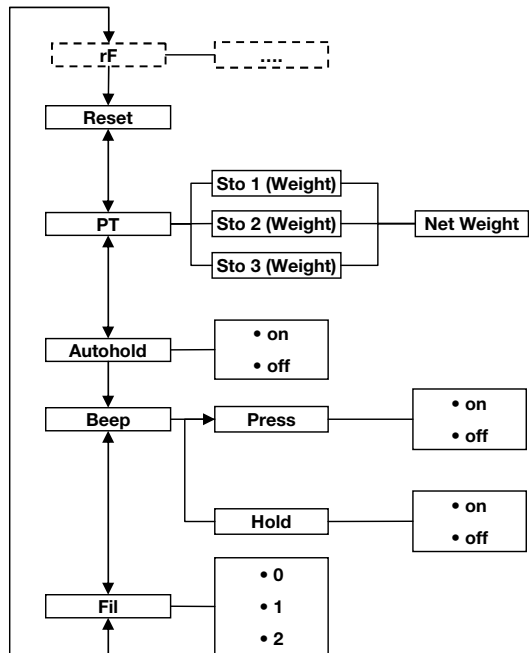 rF
....
Reset
Sto 1 (Weight)
PT
Sto 2 (Weight)
Net Weight
Sto 3 (Weight)
Autohold
• on
• off
Beep
Press
• on
• off
Hold
• on
• off
Fil
• 0
• 1
• 2